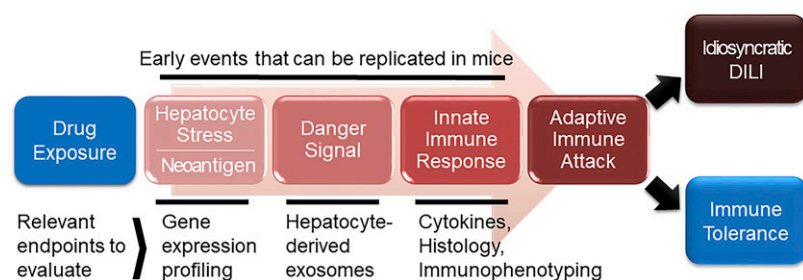 Early events that can be replicated in mice
Drug
Exposure
Hepatocyte
Stress
Neoantigen
Danger
Signal
Innate
Immune
Response
Adaptive
Immune
Attack
Idiosyncratic
DILI
Immune
Tolerance
Relevant
endpoints to
evaluate
Gene
expression
profiling
Hepatocyte-
derived
exosomes
Cytokines,
Histology,
Immunophenotyping